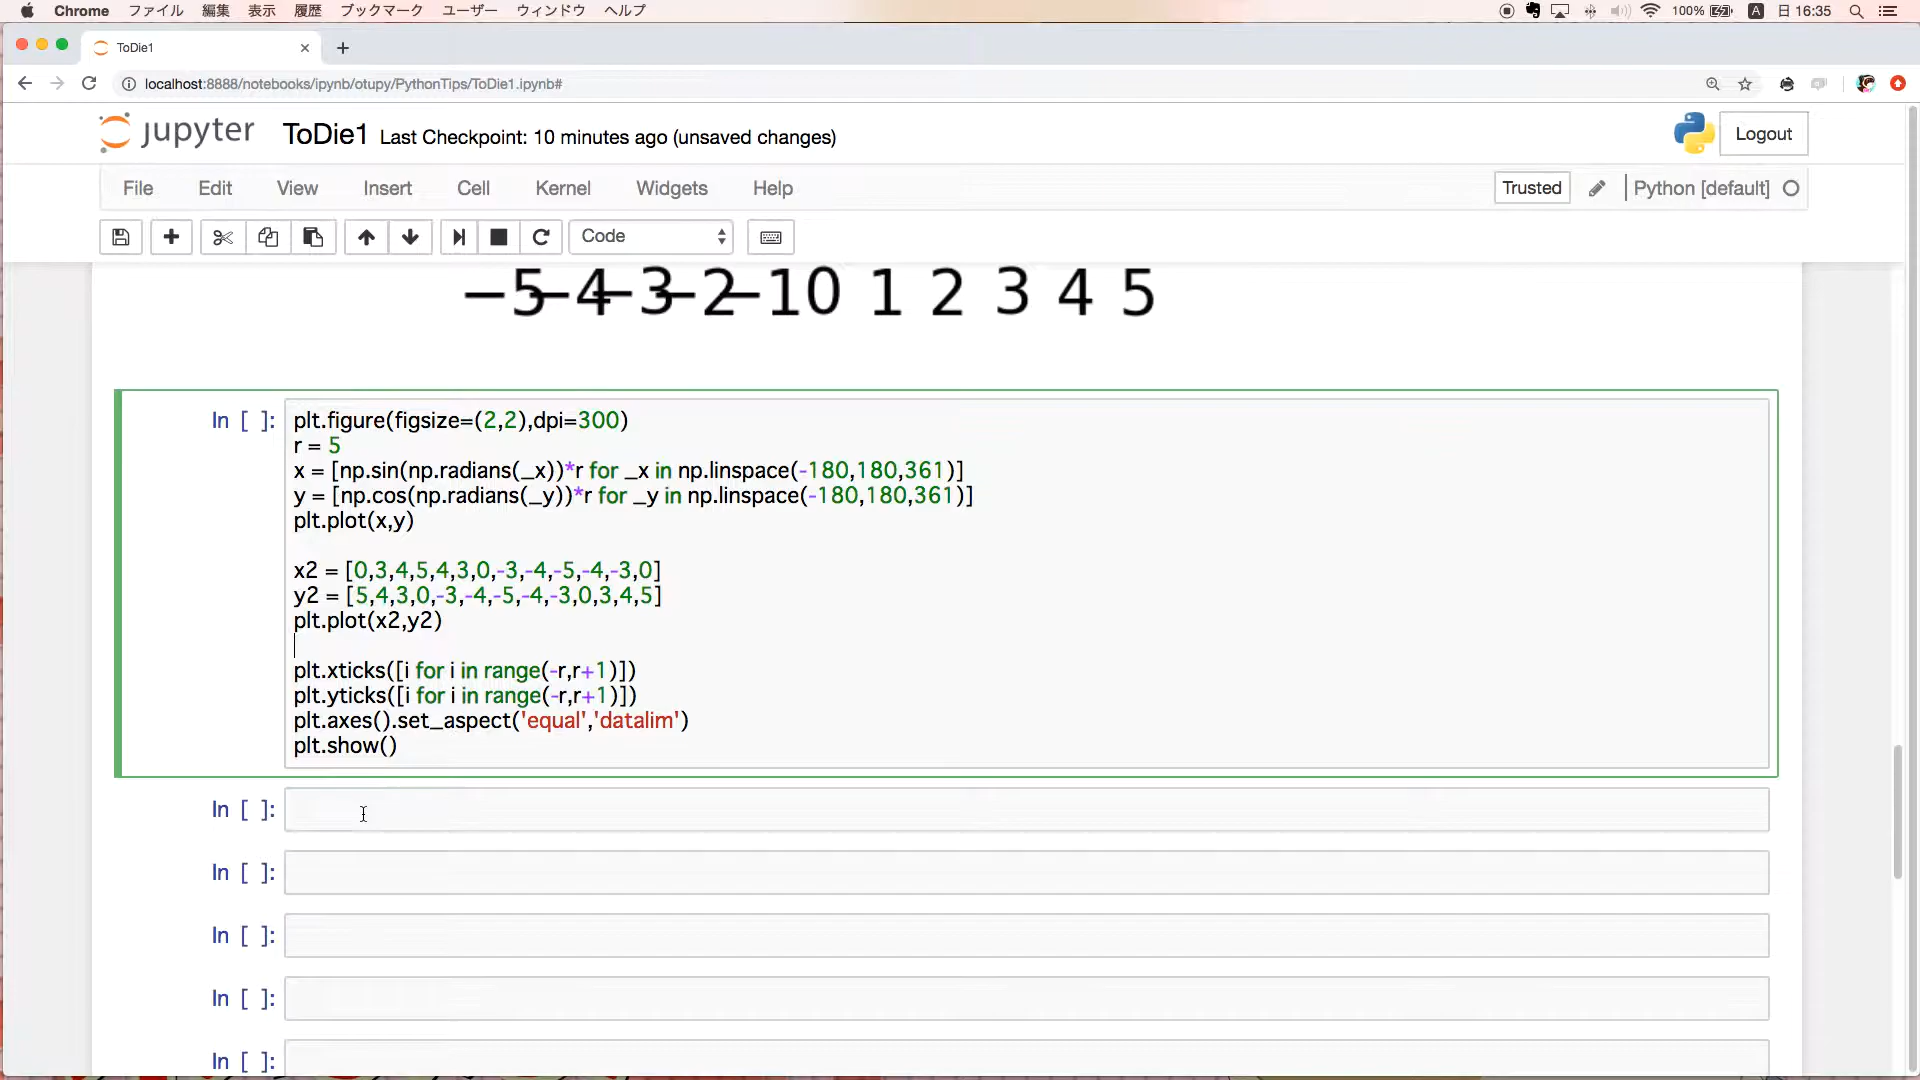 Chrome ファイル 編集 表示 履歴 ブックマーク ユーザー ウィンドウ ヘルプ 100% A 日 16:35
ToDie1
localhost:8888/notebooks/ipynb/otupy/PythonTips/ToDie1.ipynb#
jupyter ToDie1 Last Checkpoint: 10 minutes ago (unsaved changes) Logout
File Edit View Insert Cell Kernel Widgets Help Trusted Python [default]
Code
−5−4−3−2−10 1 2 3 4 5
In [ ]: plt.figure(figsize=(2,2),dpi=300)
r = 5
x = [np.sin(np.radians(_x))*r for _x in np.linspace(-180,180,361)]
y = [np.cos(np.radians(_y))*r for _y in np.linspace(-180,180,361)]
plt.plot(x,y)
x2 = [0,3,4,5,4,3,0,-3,-4,-5,-4,-3,0]
y2 = [5,4,3,0,-3,-4,-5,-4,-3,0,3,4,5]
plt.plot(x2,y2)
plt.xticks([i for i in range(-r,r+1)])
plt.yticks([i for i in range(-r,r+1)])
plt.axes().set_aspect('equal','datalim')
plt.show()
In [ ]:
In [ ]:
In [ ]:
In [ ]:
In [ ]: